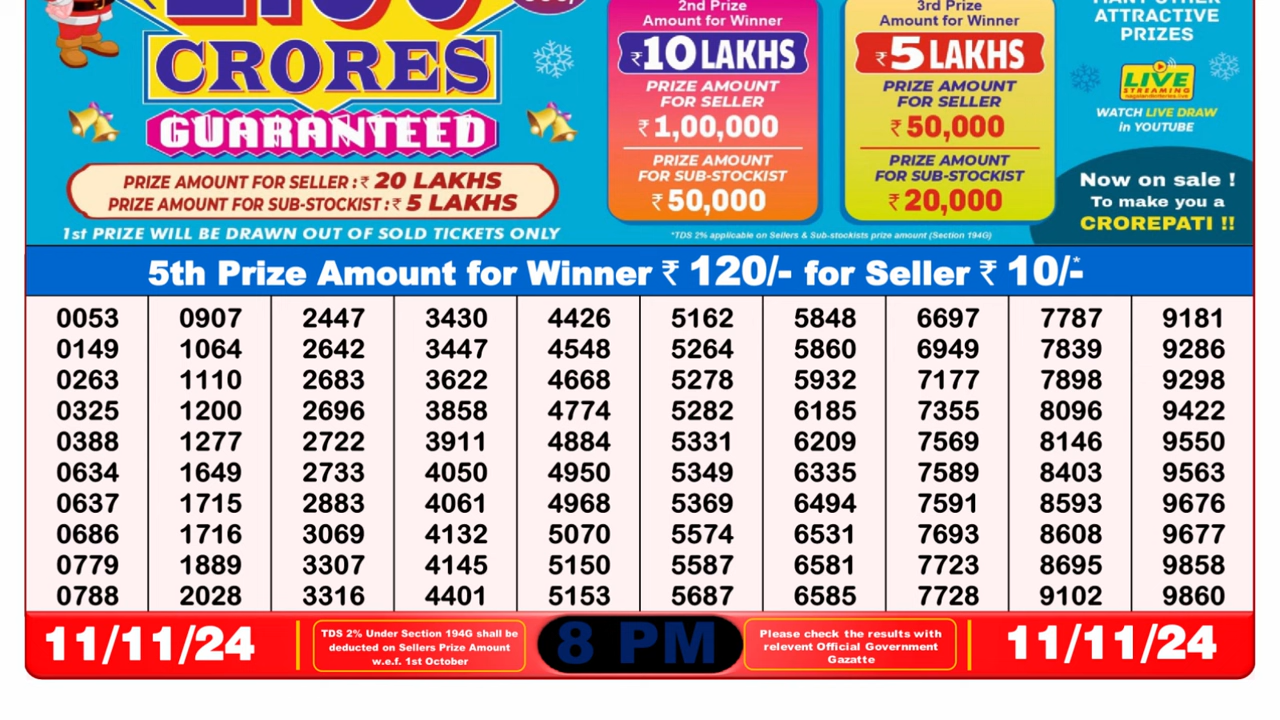 CRORES
GUARANTEED
PRIZE AMOUNT FOR SELLER :₹ 20 LAKHS
PRIZE AMOUNT FOR SUB-STOCKIST :₹ 5 LAKHS
1st PRIZE WILL BE DRAWN OUT OF SOLD TICKETS ONLY
2nd Prize
Amount for Winner
₹10 LAKHS
PRIZE AMOUNT
FOR SELLER
₹1,00,000
PRIZE AMOUNT
FOR SUB-STOCKIST
₹50,000
3rd Prize
Amount for Winner
₹5 LAKHS
PRIZE AMOUNT
FOR SELLER
₹50,000
PRIZE AMOUNT
FOR SUB-STOCKIST
₹20,000
*TDS 2% applicable on Sellers & Sub-stockists prize amount (Section 194G)
MANY OTHER
ATTRACTIVE
PRIZES
LIVE
STREAMING
WATCH LIVE DRAW
in YOUTUBE
Now on sale !
To make you a
CROREPATI !!
5th Prize Amount for Winner ₹ 120/- for Seller ₹ 10/-*
0053 0907 2447 3430 4426 5162 5848 6697 7787 9181
0149 1064 2642 3447 4548 5264 5860 6949 7839 9286
0263 1110 2683 3622 4668 5278 5932 7177 7898 9298
0325 1200 2696 3858 4774 5282 6185 7355 8096 9422
0388 1277 2722 3911 4884 5331 6209 7569 8146 9550
0634 1649 2733 4050 4950 5349 6335 7589 8403 9563
0637 1715 2883 4061 4968 5369 6494 7591 8593 9676
0686 1716 3069 4132 5070 5574 6531 7693 8608 9677
0779 1889 3307 4145 5150 5587 6581 7723 8695 9858
0788 2028 3316 4401 5153 5687 6585 7728 9102 9860
11/11/24
TDS 2% Under Section 194G shall be
deducted on Sellers Prize Amount
w.e.f. 1st October
8 PM
Please check the results with
relevent Official Government
Gazatte
11/11/24